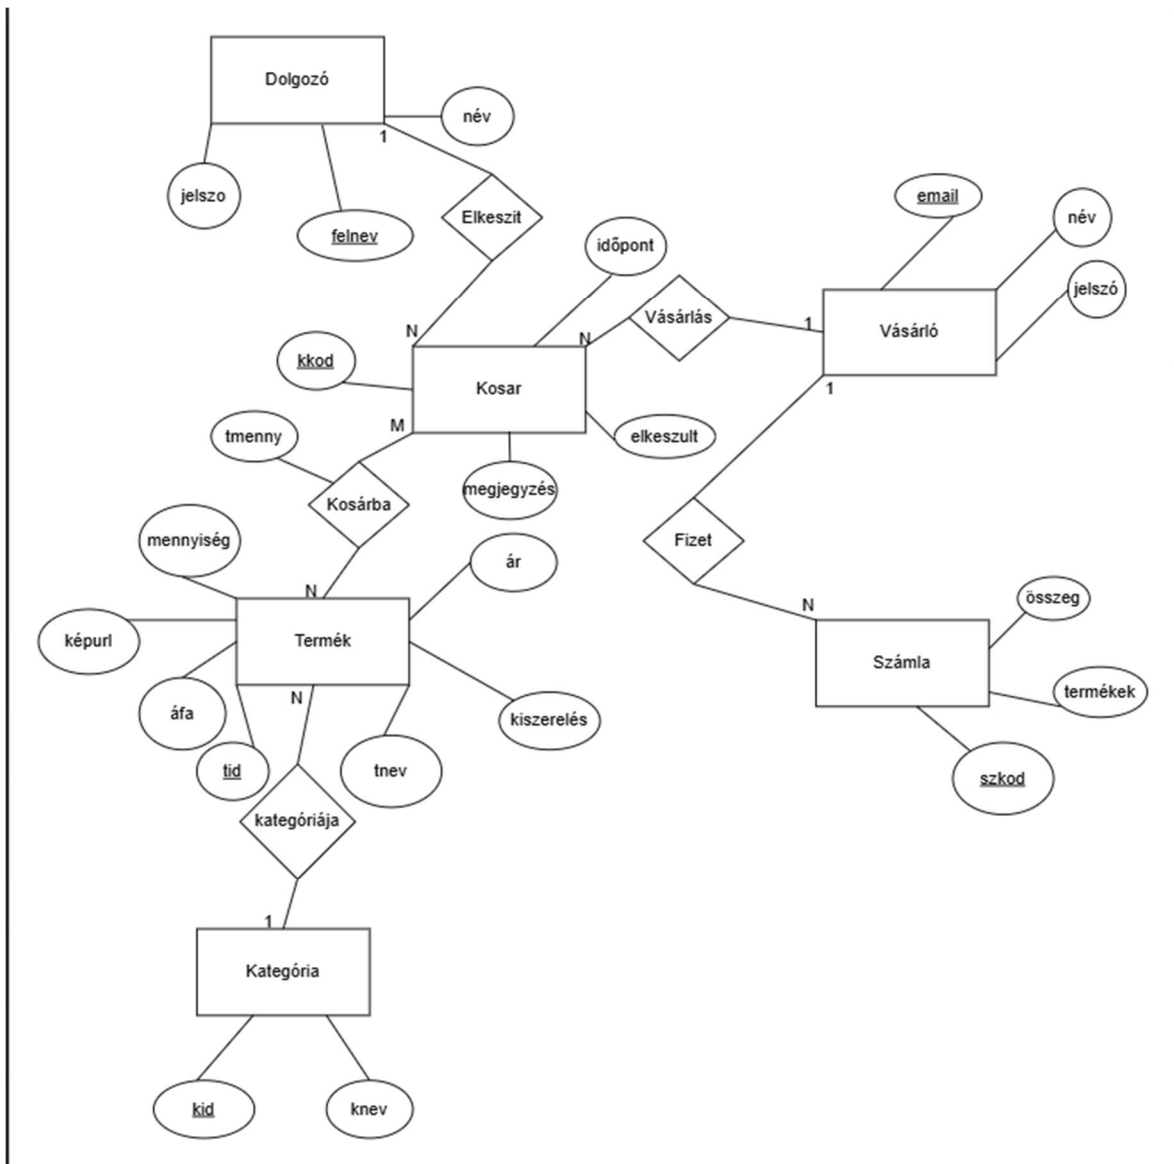 Dolgozó
név
1
jelszo
felnev
Elkeszit
email
név
időpont
jelszó
Vásárlás
1
Vásárló
N
N
kkod
Kosar
1
M
tmenny
elkeszult
megjegyzés
Kosárba
mennyiség
Fizet
ár
N
összeg
N
képurl
Termék
Számla
termékek
N
áfa
kiszerelés
tid
tnev
szkod
kategóriája
1
Kategória
kid
knev